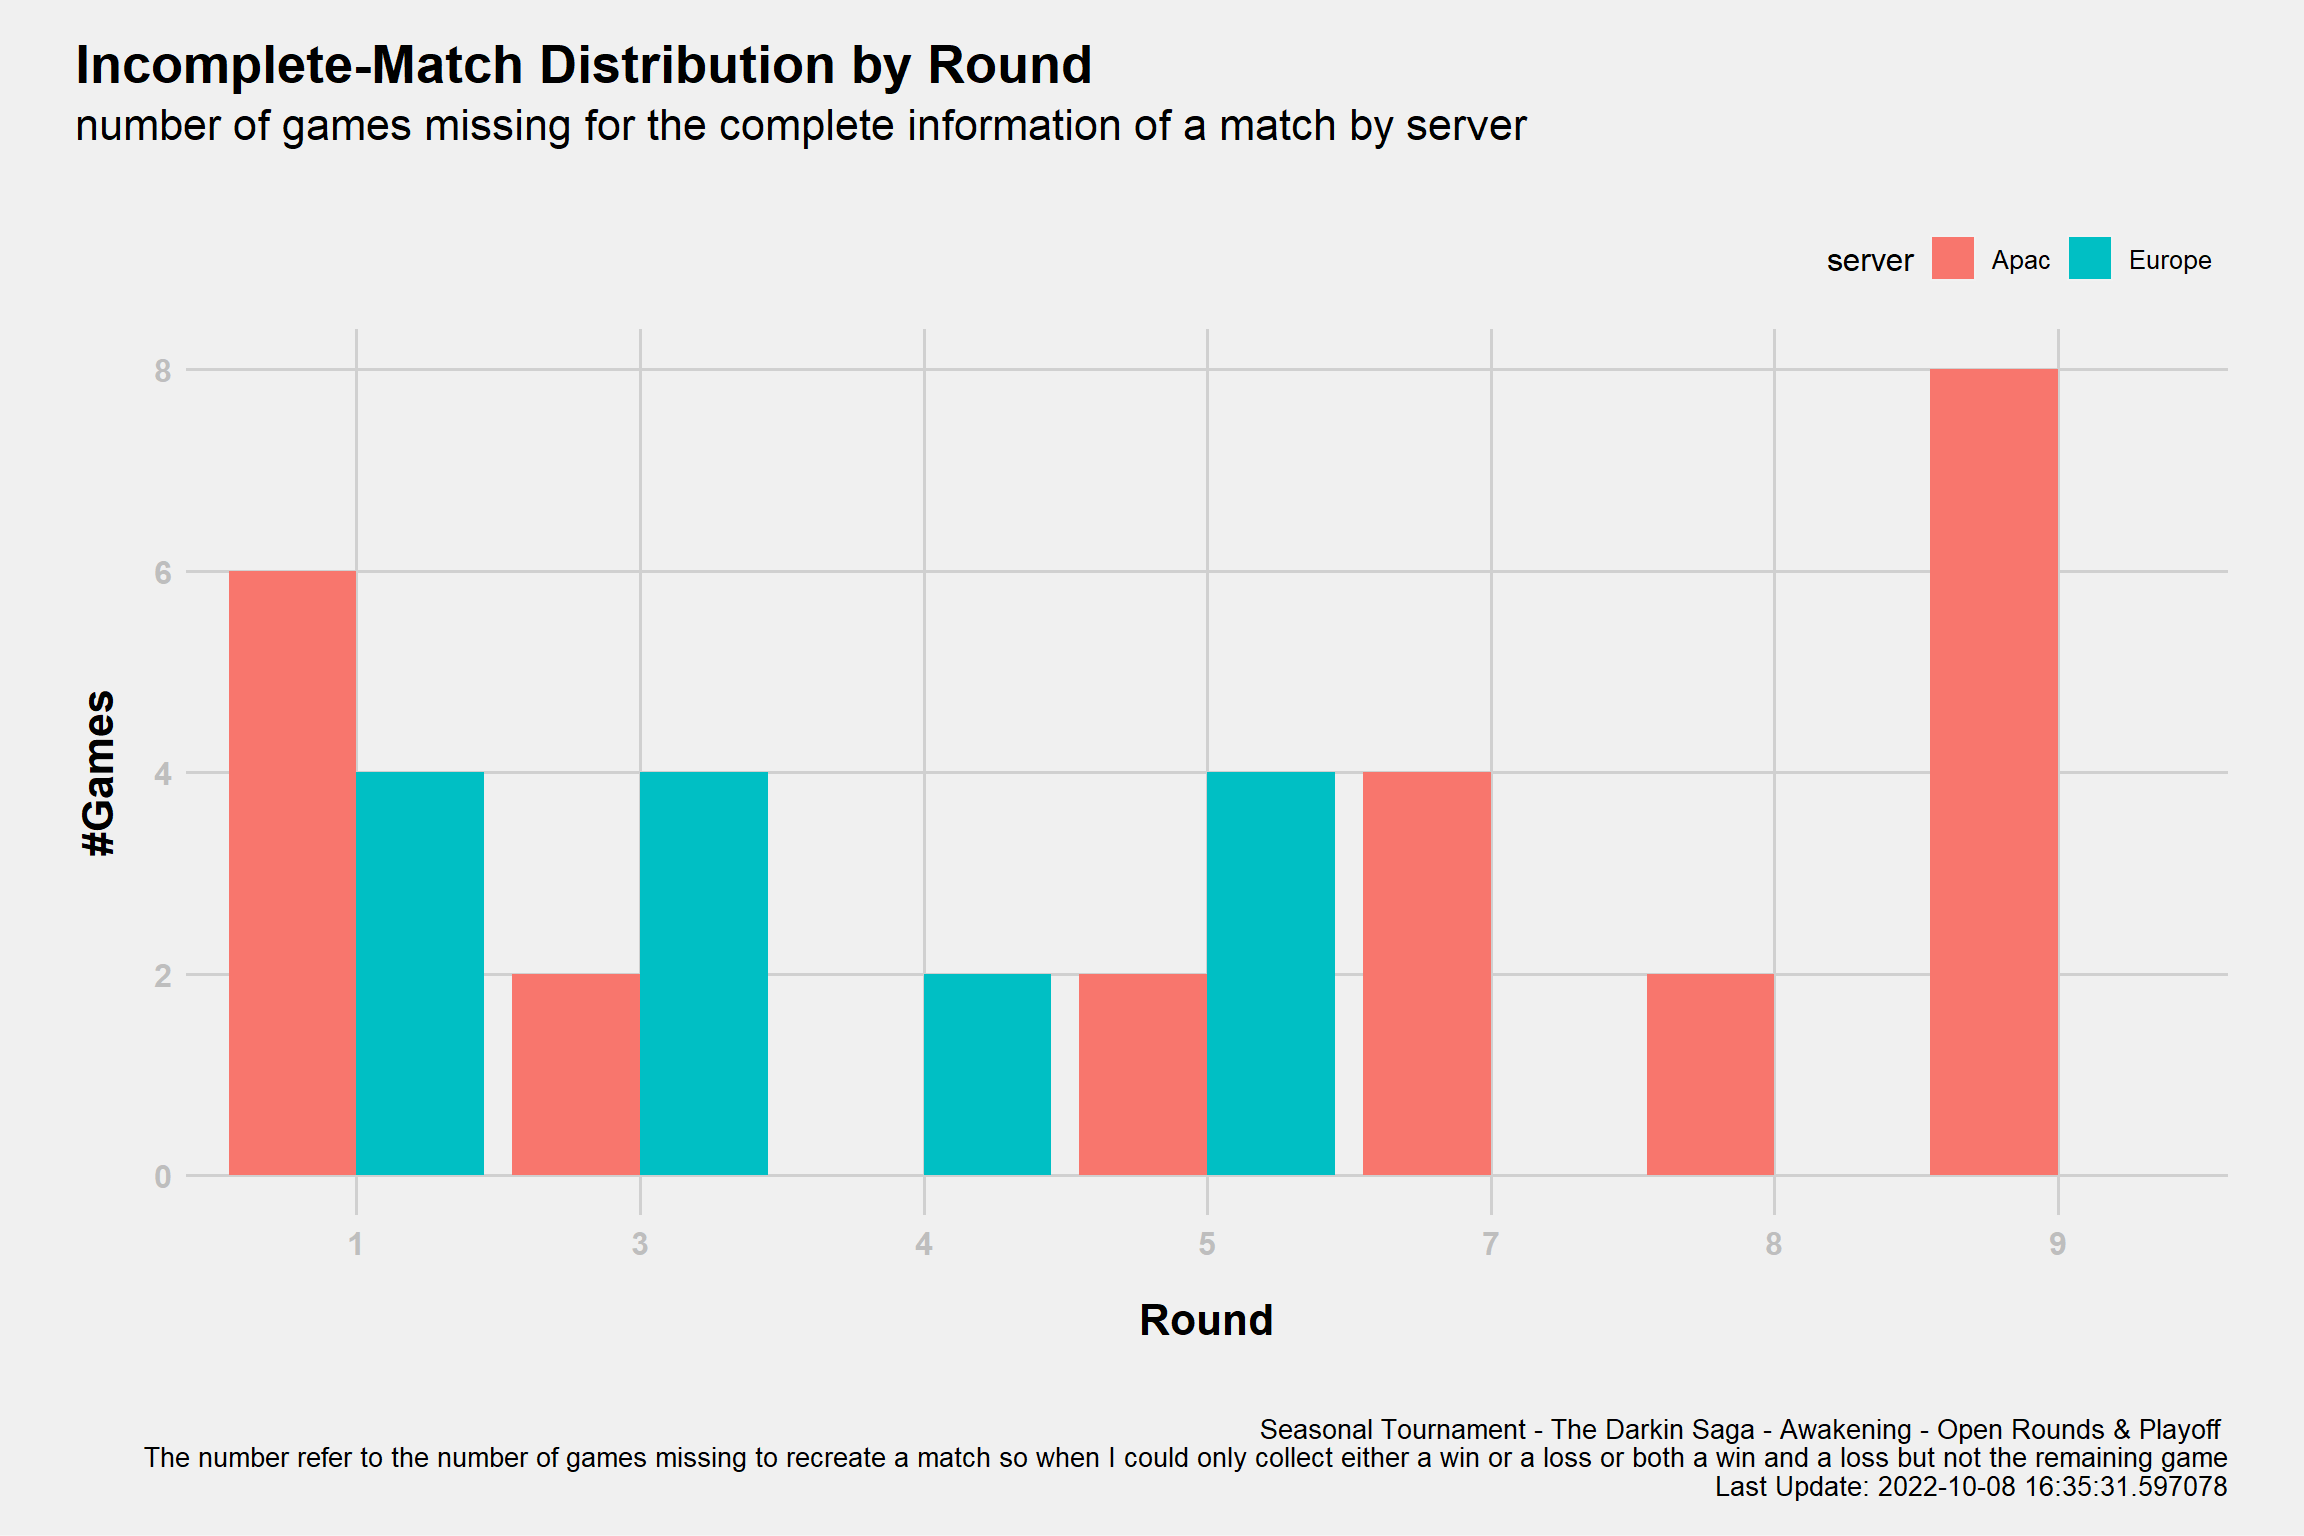 Incomplete-Match Distribution by Round
number of games missing for the complete information of a match by server
server Apac Europe
8
6
4
2
0
#Games
1 3 4 5 7 8 9
Round
Seasonal Tournament - The Darkin Saga - Awakening - Open Rounds & Playoff
The number refer to the number of games missing to recreate a match so when I could only collect either a win or a loss or both a win and a loss but not the remaining game
Last Update: 2022-10-08 16:35:31.597078